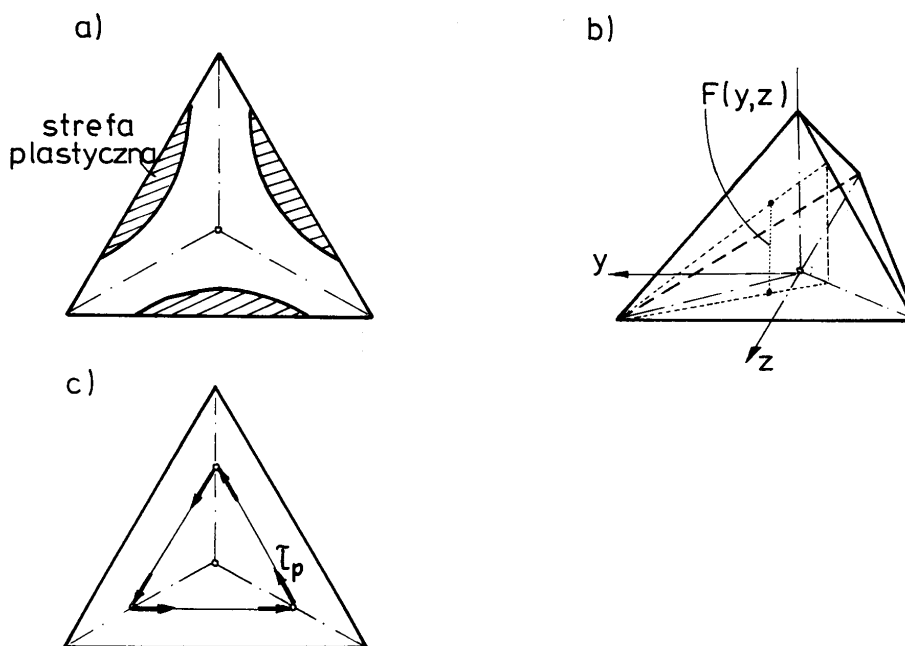 a)
strefa
plastyczna
b)
F(y,z)
y
z
c)
τp